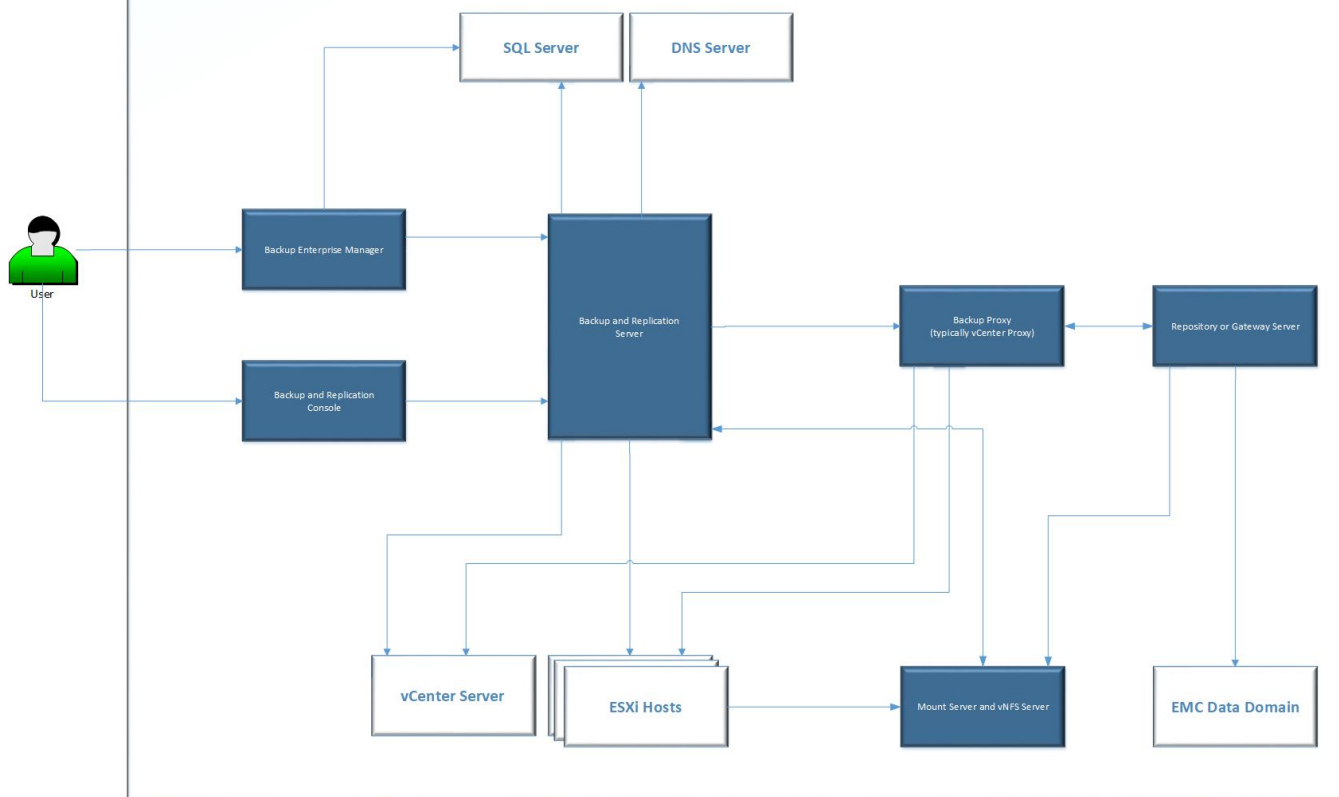 SQL Server
DNS Server
Backup Enterprise Manager
User
Backup and Replication
Server
Backup Proxy
(typically vCenter Proxy)
Repository or Gateway Server
Backup and Replication
Console
vCenter Server
ESXi Hosts
Mount Server and vNFS Server
EMC Data Domain